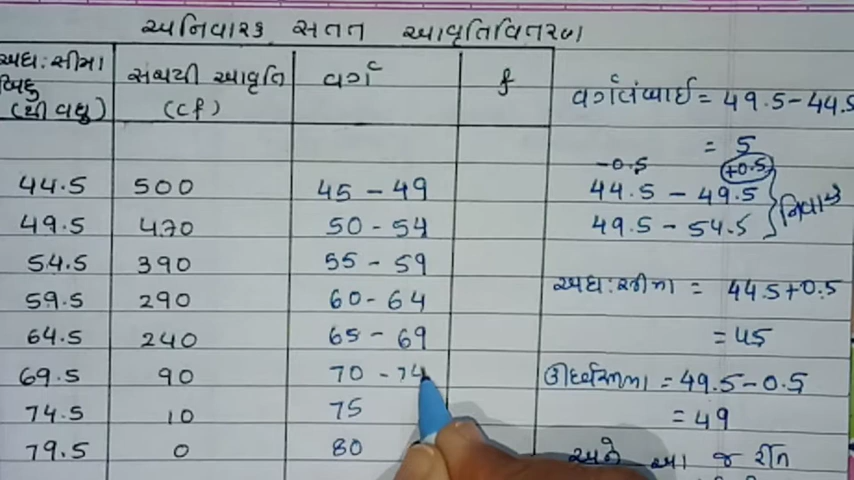 અનિવારક સતત આવૃતિવિતરણ
અધ:સીમા બિંદુ (થી વધુ) સંચયી આવૃતિ (cf) વર્ગ f
44.5 500 45 - 49
49.5 470 50 - 54
54.5 390 55 - 59
59.5 290 60 - 64
64.5 240 65 - 69
69.5 90 70 - 74
74.5 10 75
79.5 0 80
વર્ગલંબાઈ = 49.5 - 44.5
= 5
-0.5 +0.5
44.5 - 49.5
49.5 - 54.5
અધ:સીમા = 44.5 + 0.5
= 45
= 49.5 - 0.5
= 49
અને આ જ રીત